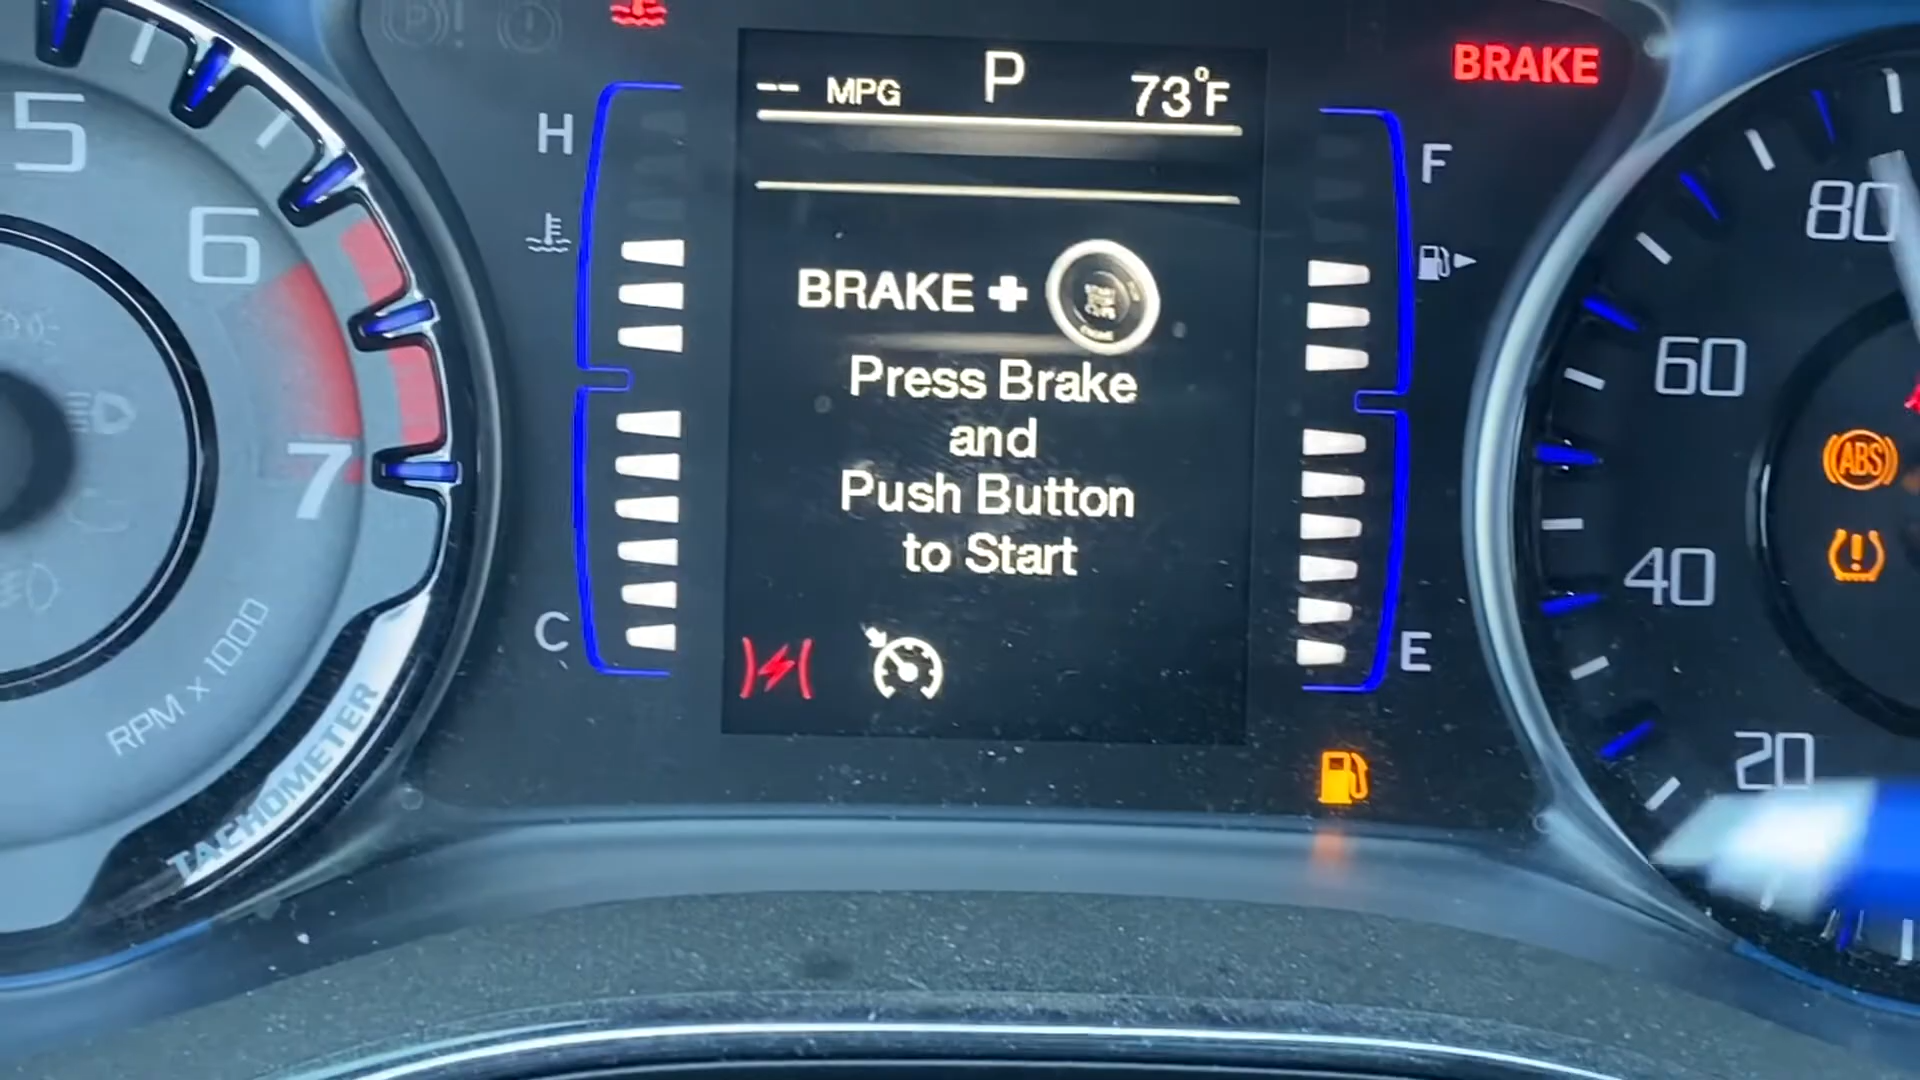 BRAKE
-- MPG P 73°F
H
F
BRAKE +
Press Brake
and
Push Button
to Start
C
E
5
6
7
RPM x 1000
TACHOMETER
80
60
40
20
ABS